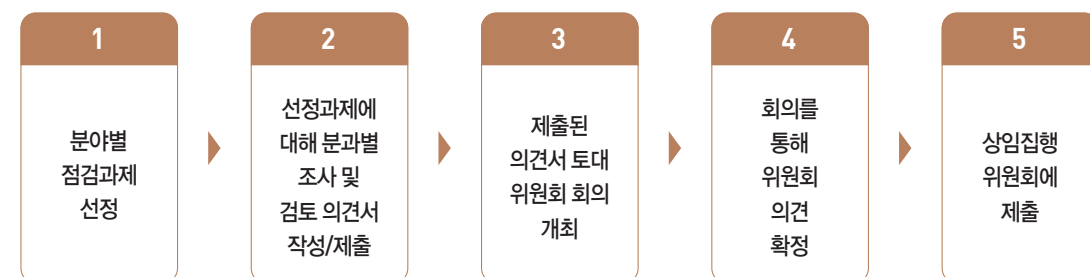 1
분야별
점검과제
선정
2
선정과제에
대해 분과별
조사 및
검토 의견서
작성/제출
3
제출된
의견서 토대
위원회 회의
개최
4
회의를
통해
위원회
의견
확정
5
상임집행
위원회에
제출